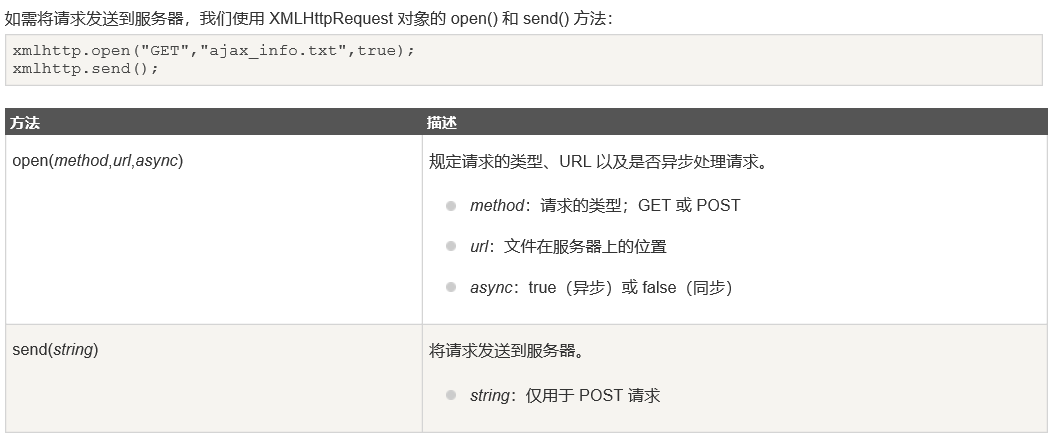 如需将请求发送到服务器，我们使用 XMLHttpRequest 对象的 open() 和 send() 方法：
xmlhttp.open("GET","ajax_info.txt",true);
xmlhttp.send();
方法 描述
open(method,url,async) 规定请求的类型、URL 以及是否异步处理请求。
method：请求的类型；GET 或 POST
url：文件在服务器上的位置
async：true（异步）或 false（同步）
send(string) 将请求发送到服务器。
string：仅用于 POST 请求